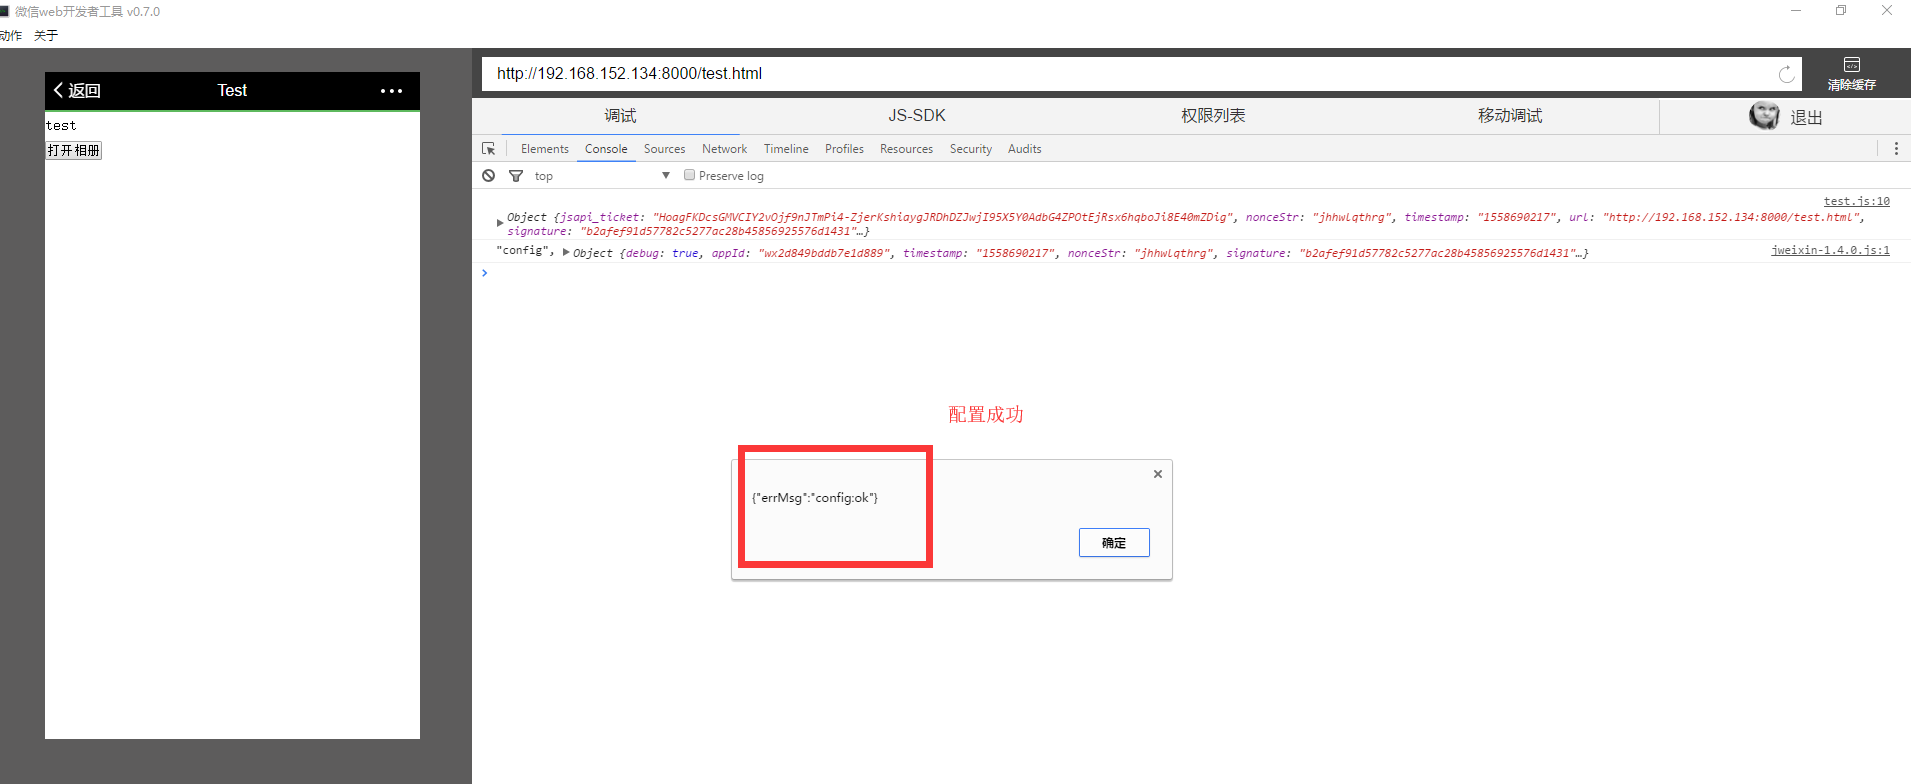 微信web开发者工具 v0.7.0
动作 关于
返回 Test
test
打开相册
http://192.168.152.134:8000/test.html
清除缓存
调试 JS-SDK 权限列表 移动调试 退出
Elements Console Sources Network Timeline Profiles Resources Security Audits
top Preserve log
test.js:10
Object {jsapi_ticket: "HoagFKDcsGMVCIY2vOjf9nJTmPi4-ZjerKshiaygJRDhDZJwjI95X5Y0AdbG4ZPOtEjRsx6hqboJi8E40mZDig", nonceStr: "jhhwlqthrg", timestamp: "1558690217", url: "http://192.168.152.134:8000/test.html",
signature: "b2afef91d57782c5277ac28b45856925576d1431"…}
"config", Object {debug: true, appId: "wx2d849bddb7e1d889", timestamp: "1558690217", nonceStr: "jhhwlqthrg", signature: "b2afef91d57782c5277ac28b45856925576d1431"…} jweixin-1.4.0.js:1
配置成功
{"errMsg":"config:ok"}
确定